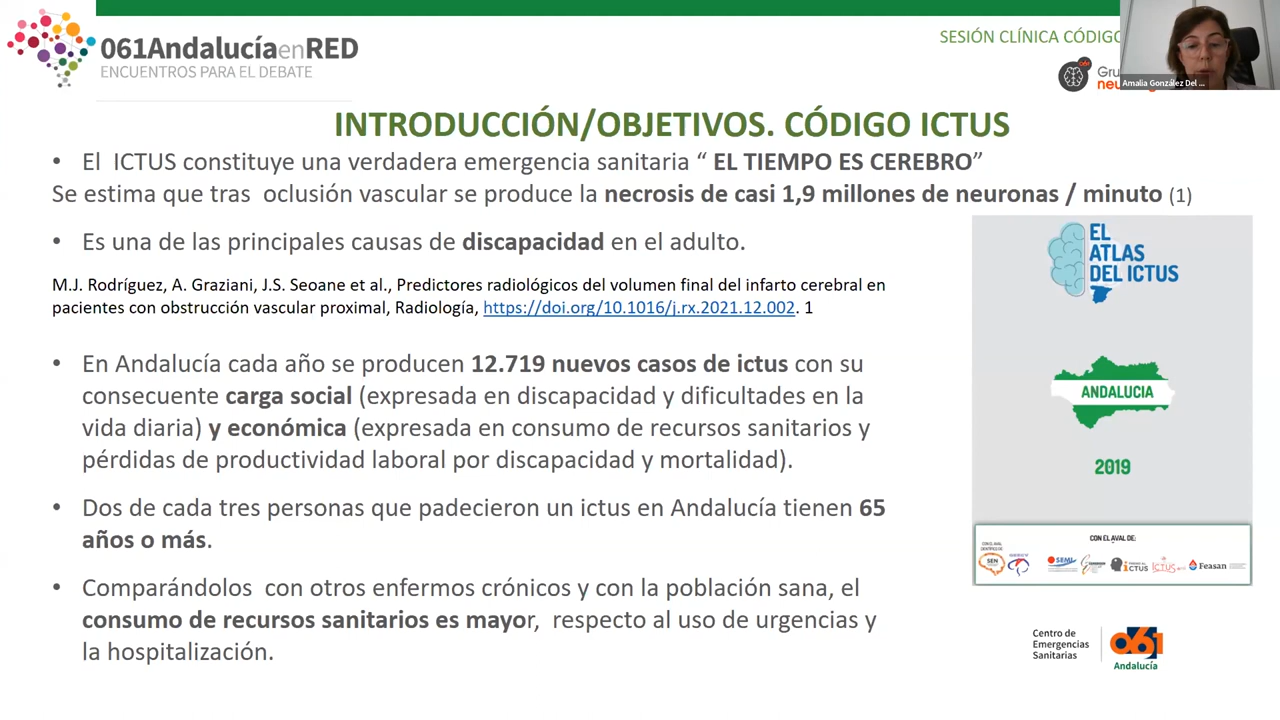 061AndalucíaenRED
ENCUENTROS PARA EL DEBATE
SESIÓN CLÍNICA CÓDIGO
Amalia González Del ...
INTRODUCCIÓN/OBJETIVOS. CÓDIGO ICTUS
• El  ICTUS constituye una verdadera emergencia sanitaria “ EL TIEMPO ES CEREBRO”
Se estima que tras  oclusión vascular se produce la necrosis de casi 1,9 millones de neuronas / minuto (1)
• Es una de las principales causas de discapacidad en el adulto.
M.J. Rodríguez, A. Graziani, J.S. Seoane et al., Predictores radiológicos del volumen final del infarto cerebral en
pacientes con obstrucción vascular proximal, Radiología, https://doi.org/10.1016/j.rx.2021.12.002. 1
• En Andalucía cada año se producen 12.719 nuevos casos de ictus con su
consecuente carga social (expresada en discapacidad y dificultades en la
vida diaria) y económica (expresada en consumo de recursos sanitarios y
pérdidas de productividad laboral por discapacidad y mortalidad).
• Dos de cada tres personas que padecieron un ictus en Andalucía tienen 65
años o más.
• Comparándolos  con otros enfermos crónicos y con la población sana, el
consumo de recursos sanitarios es mayor,  respecto al uso de urgencias y
la hospitalización.
EL
ATLAS
DEL ICTUS
ANDALUCIA
2019
CON EL AVAL DE:
SEN
SEMI
ICTUS
ICTUS
Feasan
Centro de
Emergencias
Sanitarias
061
Andalucía